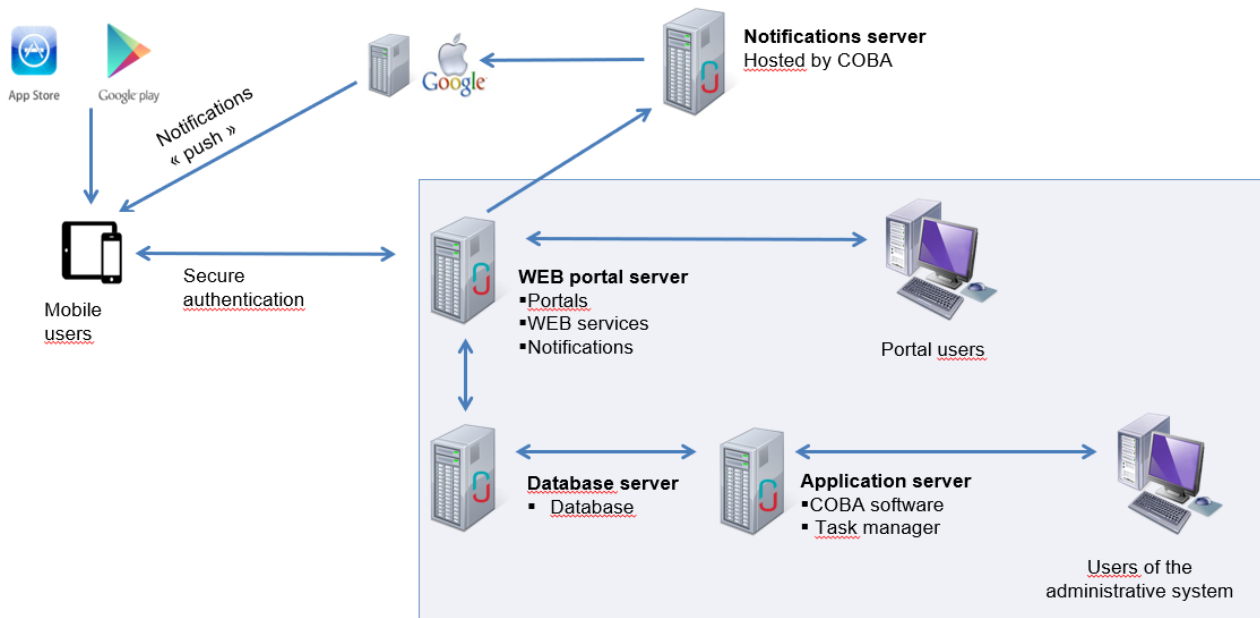 App Store
Google play
Google
Notifications server
Hosted by COBA
Notifications
« push »
Mobile
users
Secure
authentication
WEB portal server
▪Portals
▪WEB services
▪Notifications
Portal users
Database server
▪ Database
Application server
▪COBA software
▪ Task manager
Users of the
administrative system